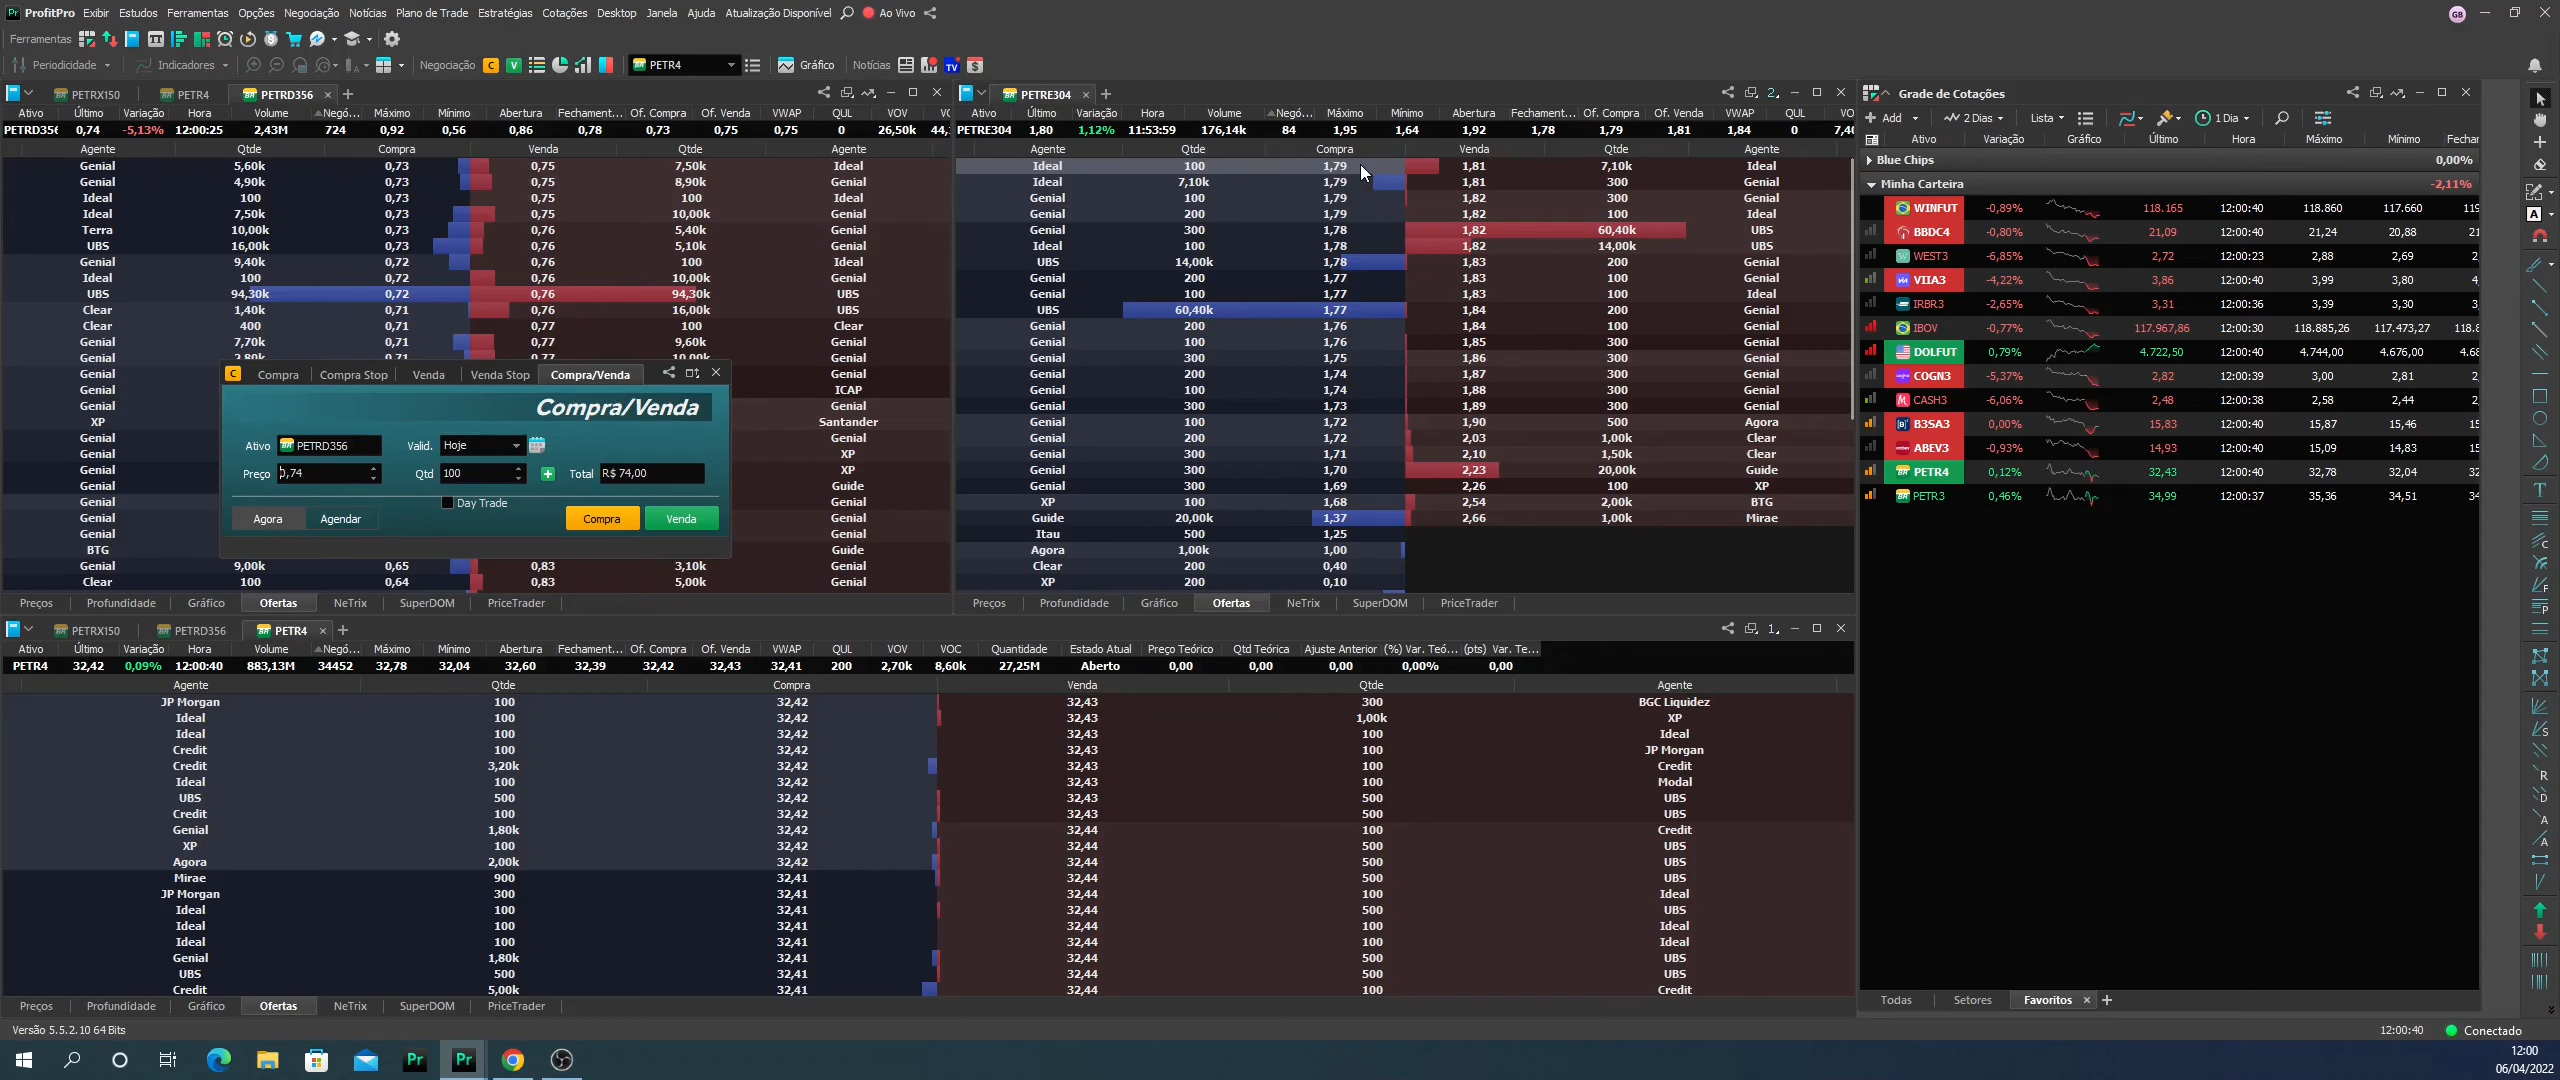 ProfitPro Exibir Estudos Ferramentas Opções Negociação Notícias Plano de Trade Estratégias Cotações Desktop Janela Ajuda Atualização Disponível Ao Vivo GB
Ferramentas
Periodicidade Indicadores Negociação C V PETR4 Gráfico Notícias
PETRX150 PETR4 PETRD356
Ativo Último Variação Hora Volume Negó... Máximo Mínimo Abertura Fechament... Of. Compra Of. Venda VWAP QUL VOV
PETRD356 0,74 -5,13% 12:00:25 2,43M 724 0,92 0,56 0,86 0,78 0,73 0,75 0,75 0 26,50k
Agente Qtde Compra Venda Qtde Agente
Genial 5,60k 0,73 0,75 7,50k Ideal
Genial 4,90k 0,73 0,75 8,90k Genial
Ideal 100 0,73 0,75 100 Ideal
Ideal 7,50k 0,73 0,75 10,00k Genial
Terra 10,00k 0,73 0,76 5,40k Genial
UBS 16,00k 0,73 0,76 5,10k Genial
Genial 9,40k 0,72 0,76 100 Ideal
Ideal 100 0,72 0,76 10,00k Genial
UBS 94,30k 0,72 0,76 94,30k UBS
Clear 1,40k 0,71 0,76 16,00k UBS
Clear 400 0,71 0,77 100 Clear
Genial 7,70k 0,71 0,77 9,60k Genial
Genial 2,80k 0,71 0,77 10,00k Genial
Genial Genial
Genial ICAP
Genial Genial
XP Santander
Genial Genial
Genial XP
Genial XP
Genial Guide
Genial Genial
Genial Genial
Genial Genial
BTG Guide
Genial 9,00k 0,65 0,83 3,10k Genial
Clear 100 0,64 0,83 5,00k Genial
C Compra Compra Stop Venda Venda Stop Compra/Venda
Compra/Venda
Ativo PETRD356 Valid. Hoje
Preço 0,74 Qtd 100 Total R$ 74,00
Day Trade
Agora Agendar Compra Venda
Preços Profundidade Gráfico Ofertas NeTrix SuperDOM PriceTrader
PETRE304
Ativo Último Variação Hora Volume Negó... Máximo Mínimo Abertura Fechament... Of. Compra Of. Venda VWAP QUL
PETRE304 1,80 1,12% 11:53:59 176,14k 84 1,95 1,64 1,92 1,78 1,79 1,81 1,84 0
Agente Qtde Compra Venda Qtde Agente
Ideal 100 1,79 1,81 7,10k Ideal
Ideal 7,10k 1,79 1,81 300 Genial
Genial 100 1,79 1,82 300 Genial
Genial 200 1,79 1,82 100 Ideal
Genial 300 1,78 1,82 60,40k UBS
Ideal 100 1,78 1,82 14,00k UBS
UBS 14,00k 1,78 1,83 200 Genial
Genial 200 1,77 1,83 100 Genial
Genial 100 1,77 1,83 100 Ideal
UBS 60,40k 1,77 1,84 200 Genial
Genial 200 1,76 1,84 100 Genial
Genial 100 1,76 1,85 300 Genial
Genial 300 1,75 1,86 300 Genial
Genial 200 1,74 1,87 300 Genial
Genial 100 1,74 1,88 300 Genial
Genial 300 1,73 1,89 300 Genial
Genial 100 1,72 1,90 500 Agora
Genial 200 1,72 2,03 1,00k Clear
Genial 300 1,71 2,10 1,50k Clear
Genial 300 1,70 2,23 20,00k Guide
Genial 300 1,69 2,26 100 XP
XP 100 1,68 2,54 2,00k BTG
Guide 20,00k 1,37 2,66 1,00k Mirae
Itau 500 1,25
Agora 1,00k 1,00
Clear 200 0,40
XP 200 0,10
Preços Profundidade Gráfico Ofertas NeTrix SuperDOM PriceTrader
PETRX150 PETRD356 PETR4
Ativo Último Variação Hora Volume Negó... Máximo Mínimo Abertura Fechament... Of. Compra Of. Venda VWAP QUL VOV VOC Quantidade Estado Atual Preço Teórico Qtd Teórica Ajuste Anterior (%) Var. Teó... (pts) Var. Te...
PETR4 32,42 0,09% 12:00:40 883,13M 34452 32,78 32,04 32,60 32,39 32,42 32,43 32,41 200 2,70k 8,60k 27,25M Aberto 0,00 0,00 0,00 0,00% 0,00
Agente Qtde Compra Venda Qtde Agente
JP Morgan 100 32,42 32,43 300 BGC Liquidez
Ideal 100 32,42 32,43 1,00k XP
Ideal 100 32,42 32,43 100 Ideal
Credit 100 32,42 32,43 100 JP Morgan
Credit 3,20k 32,42 32,43 100 Credit
Ideal 100 32,42 32,43 100 Modal
UBS 500 32,42 32,43 500 UBS
Credit 100 32,42 32,43 500 UBS
Genial 1,80k 32,42 32,44 100 Credit
XP 100 32,42 32,44 500 UBS
Agora 2,00k 32,42 32,44 500 UBS
Mirae 900 32,41 32,44 500 UBS
JP Morgan 300 32,41 32,44 100 Ideal
Ideal 100 32,41 32,44 500 UBS
Ideal 100 32,41 32,44 100 Ideal
Ideal 100 32,41 32,44 100 Ideal
Genial 1,80k 32,41 32,44 500 UBS
UBS 500 32,41 32,44 500 UBS
Credit 5,00k 32,41 32,44 100 Credit
Preços Profundidade Gráfico Ofertas NeTrix SuperDOM PriceTrader
Grade de Cotações
Add 2 Dias Lista 1 Dia
Ativo Variação Gráfico Último Hora Máximo Mínimo Fechar
Blue Chips 0,00%
Minha Carteira -2,11%
WINFUT -0,89% 118.165 12:00:40 118.860 117.660
BBDC4 -0,80% 21,09 12:00:40 21,24 20,88
WEST3 -6,85% 2,72 12:00:23 2,88 2,69
VIIA3 -4,22% 3,86 12:00:40 3,99 3,80
IRBR3 -2,65% 3,31 12:00:36 3,39 3,30
IBOV -0,77% 117.967,86 12:00:30 118.885,26 117.473,27
DOLFUT 0,79% 4.722,50 12:00:40 4.744,00 4.676,00
COGN3 -5,37% 2,82 12:00:39 3,00 2,81
CASH3 -6,06% 2,48 12:00:38 2,58 2,44
B3SA3 0,00% 15,83 12:00:40 15,87 15,46
ABEV3 -0,93% 14,93 12:00:40 15,09 14,83
PETR4 0,12% 32,43 12:00:40 32,78 32,04
PETR3 0,46% 34,99 12:00:37 35,36 34,51
Todas Setores Favoritos
Versão 5.5.2.10 64 Bits 12:00:40 Conectado
12:00
06/04/2022